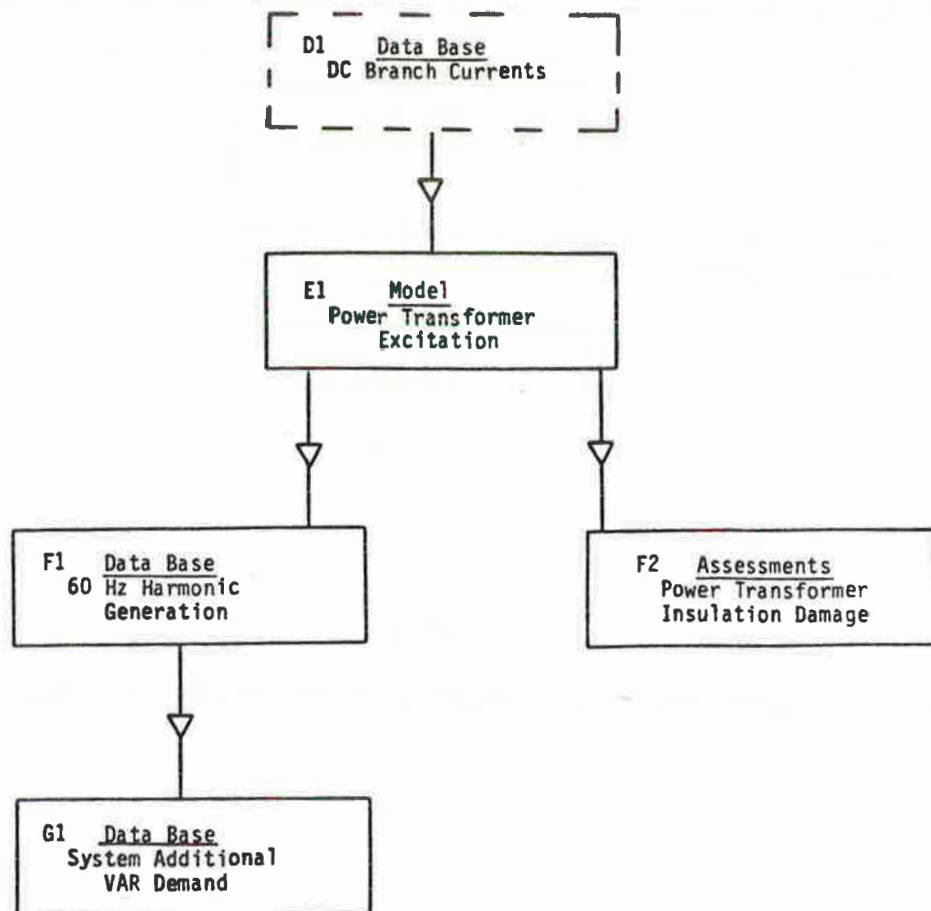 D1 Data Base
DC Branch Currents
E1 Model
Power Transformer
Excitation
F1 Data Base
60 Hz Harmonic
Generation
F2 Assessments
Power Transformer
Insulation Damage
G1 Data Base
System Additional
VAR Demand